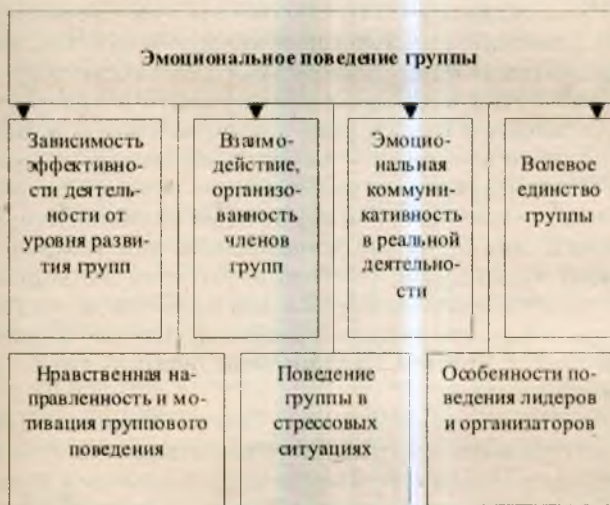 Эмоциональное поведение группы
Зависимость
эффективно-
сти деятель-
ности от
уровня разви-
тия групп
Взаимо-
действие,
организо-
ванность
членов
групп
Эмоцио-
нальная
коммуни-
кативность
в реальной
деятельно-
сти
Волевое
единство
группы
Нравственная на-
правленность и мо-
тивация группового
поведения
Поведение
группы в
стрессовых
ситуациях
Особенности по-
ведения лидеров
и организаторов